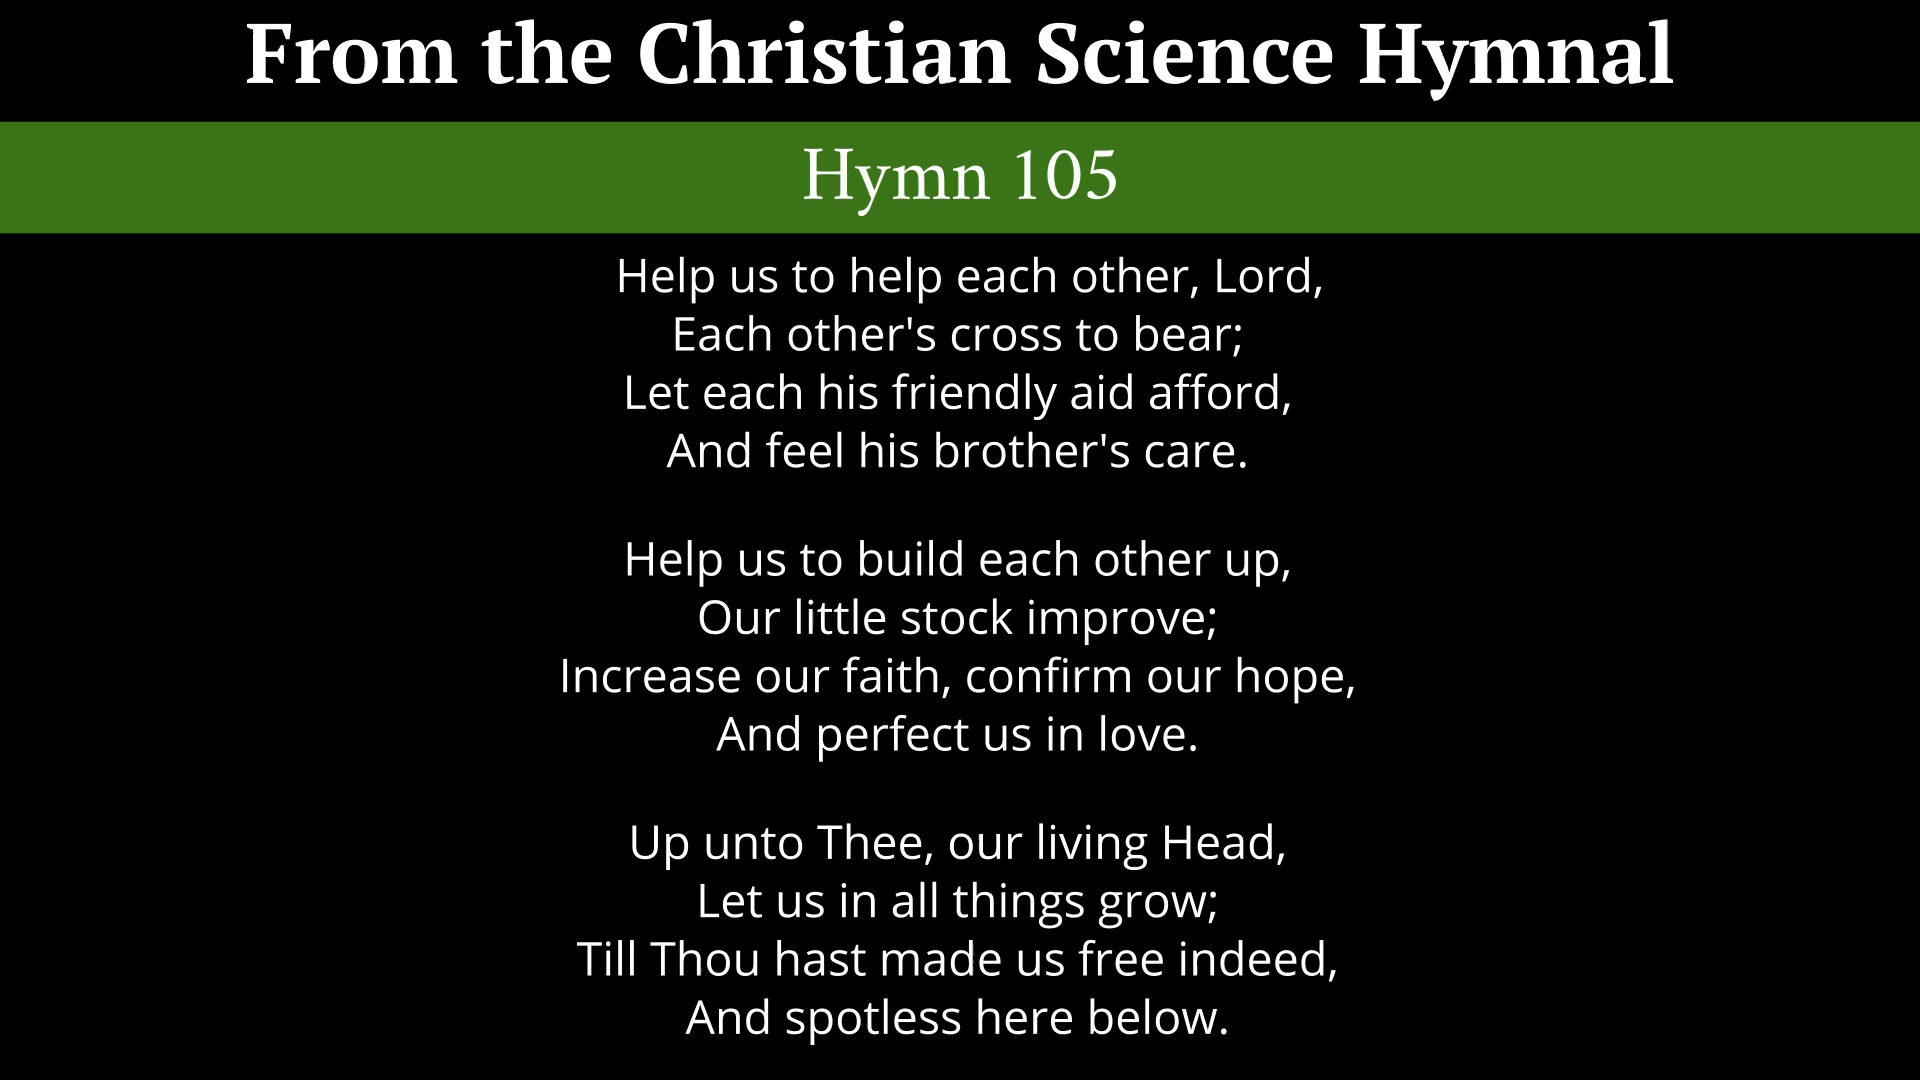 From the Christian Science Hymnal
Hymn 105
Help us to help each other, Lord,
Each other's cross to bear;
Let each his friendly aid afford,
And feel his brother's care.
Help us to build each other up,
Our little stock improve;
Increase our faith, confirm our hope,
And perfect us in love.
Up unto Thee, our living Head,
Let us in all things grow;
Till Thou hast made us free indeed,
And spotless here below.